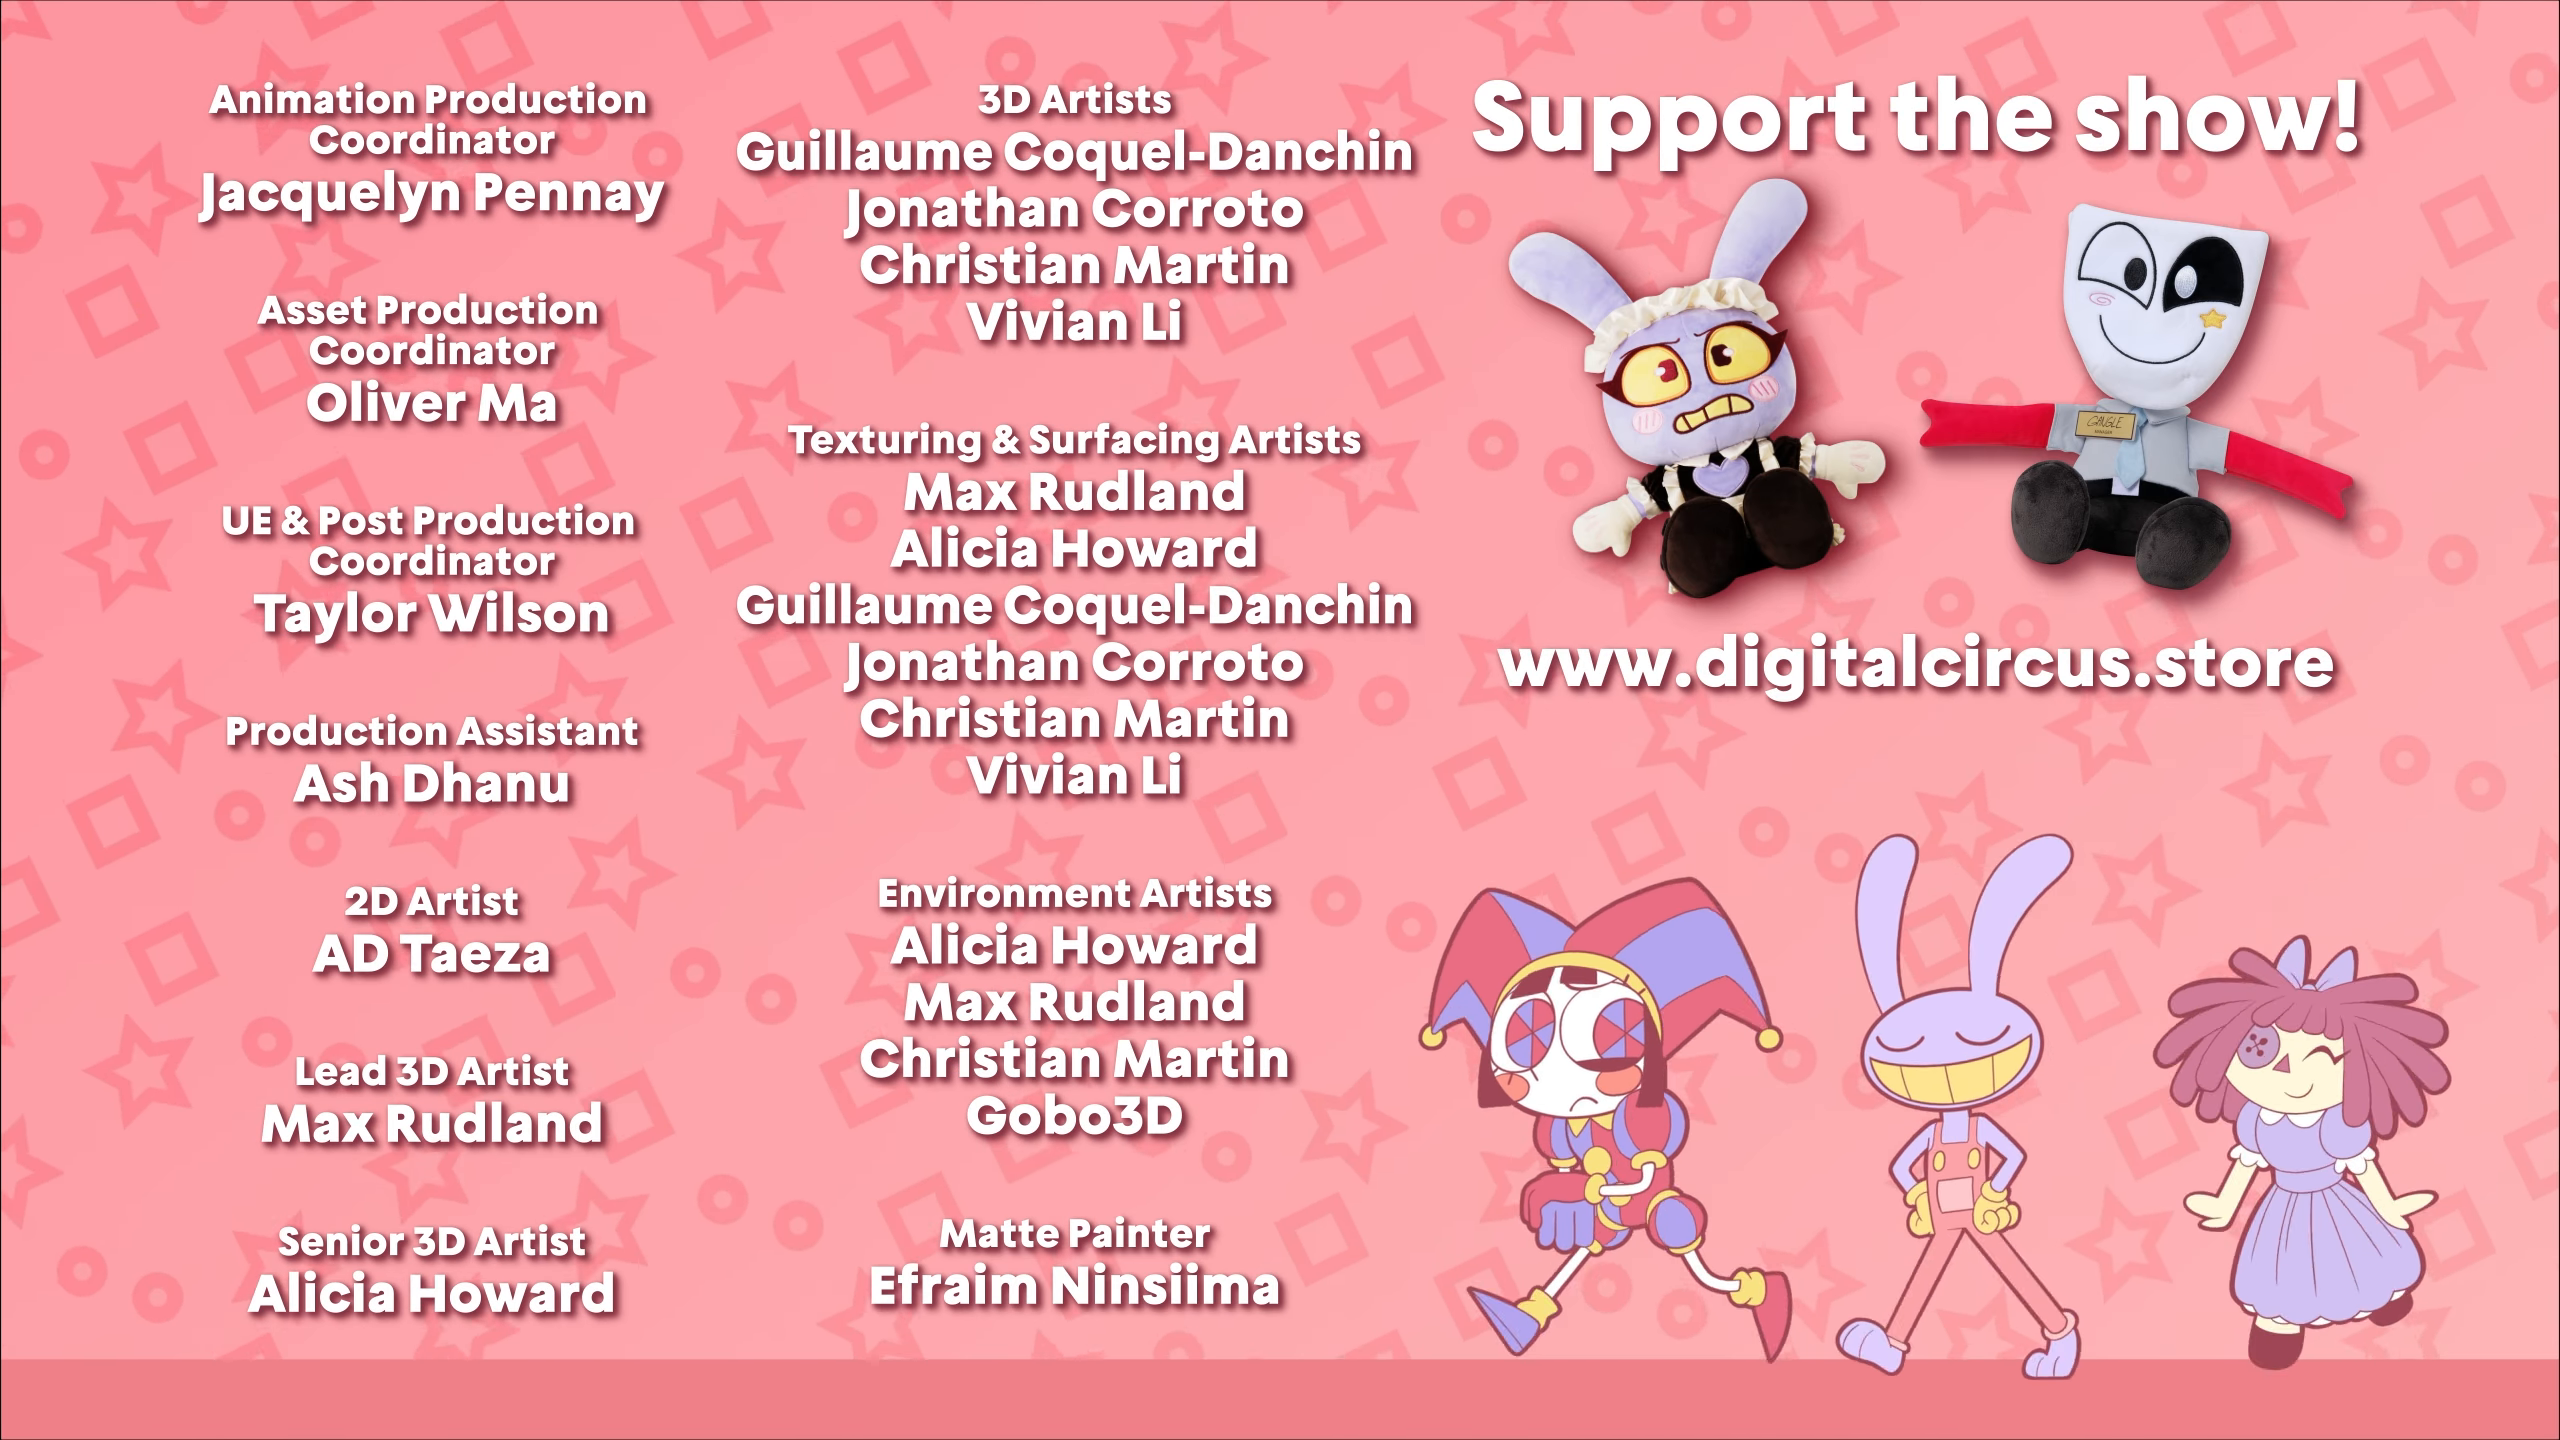 Animation Production
Coordinator
Jacquelyn Pennay
Asset Production
Coordinator
Oliver Ma
UE & Post Production
Coordinator
Taylor Wilson
Production Assistant
Ash Dhanu
2D Artist
AD Taeza
Lead 3D Artist
Max Rudland
Senior 3D Artist
Alicia Howard
3D Artists
Guillaume Coquel-Danchin
Jonathan Corroto
Christian Martin
Vivian Li
Texturing & Surfacing Artists
Max Rudland
Alicia Howard
Guillaume Coquel-Danchin
Jonathan Corroto
Christian Martin
Vivian Li
Environment Artists
Alicia Howard
Max Rudland
Christian Martin
Gobo3D
Matte Painter
Efraim Ninsiima
Support the show!
GANGLE
MANAGER
www.digitalcircus.store